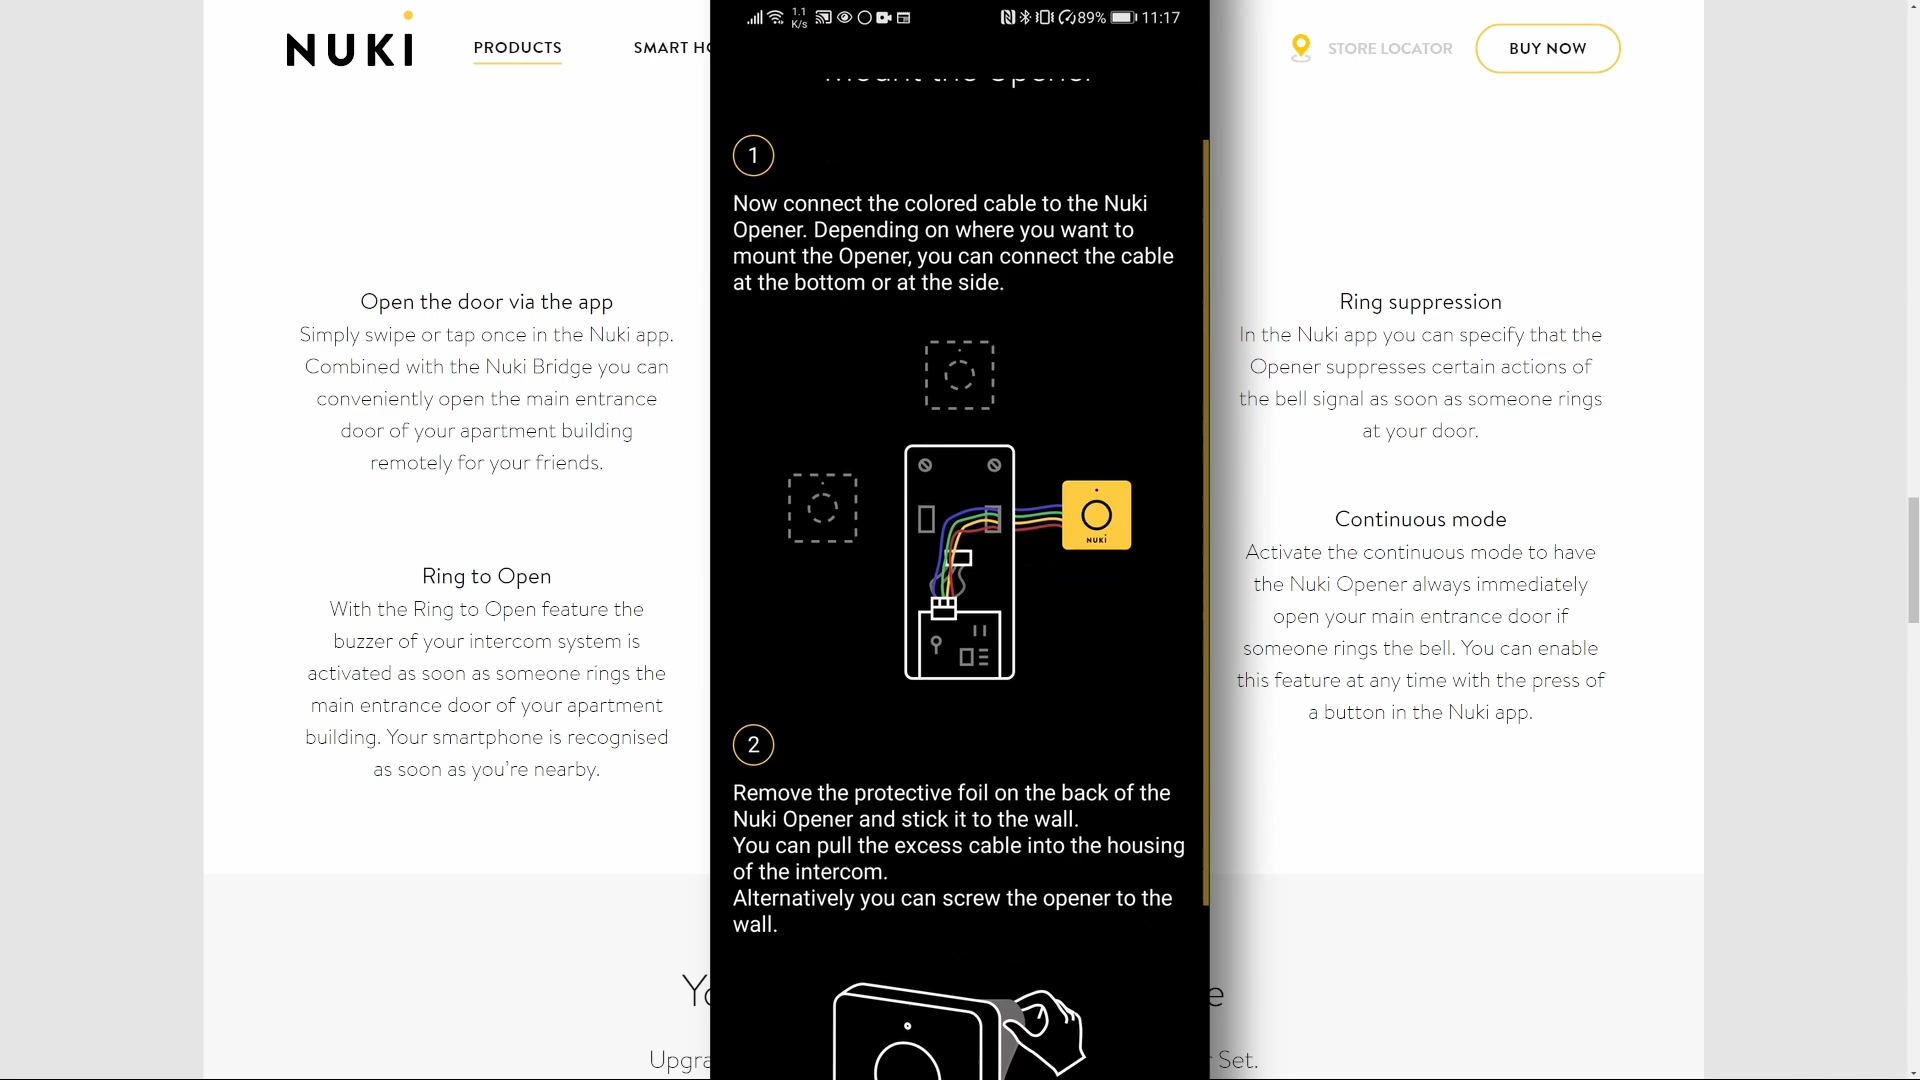 NUKI
PRODUCTS
SMART HO
STORE LOCATOR
BUY NOW
1.1
K/s
89%
11:17
Mount the Opener
1
Now connect the colored cable to the Nuki
Opener. Depending on where you want to
mount the Opener, you can connect the cable
at the bottom or at the side.
NUKI
2
Remove the protective foil on the back of the
Nuki Opener and stick it to the wall.
You can pull the excess cable into the housing
of the intercom.
Alternatively you can screw the opener to the
wall.
Open the door via the app
Simply swipe or tap once in the Nuki app.
Combined with the Nuki Bridge you can
conveniently open the main entrance
door of your apartment building
remotely for your friends.
Ring to Open
With the Ring to Open feature the
buzzer of your intercom system is
activated as soon as someone rings the
main entrance door of your apartment
building. Your smartphone is recognised
as soon as you’re nearby.
Ring suppression
In the Nuki app you can specify that the
Opener suppresses certain actions of
the bell signal as soon as someone rings
at your door.
Continuous mode
Activate the continuous mode to have
the Nuki Opener always immediately
open your main entrance door if
someone rings the bell. You can enable
this feature at any time with the press of
a button in the Nuki app.
Yo
e
Upgra
r Set.